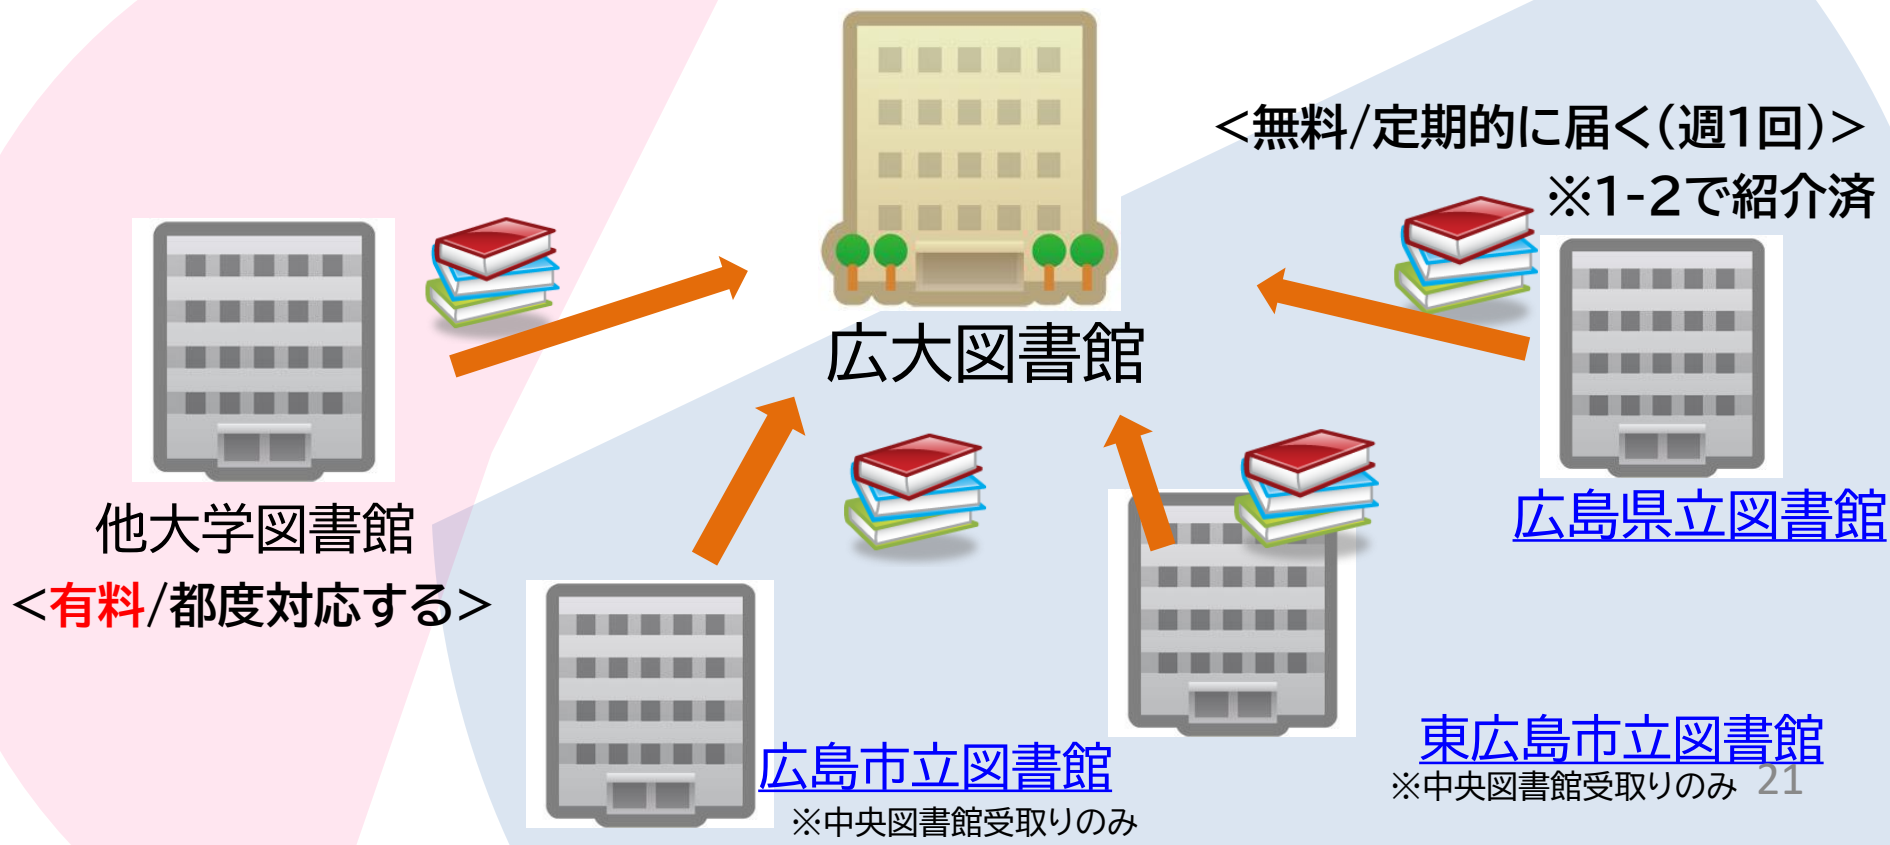 <無料/定期的に届く(週1回)>
※1-2で紹介済
広大図書館
広島県立図書館
他大学図書館
<有料/都度対応する>
広島市立図書館
※中央図書館受取りのみ
東広島市立図書館
※中央図書館受取りのみ
21